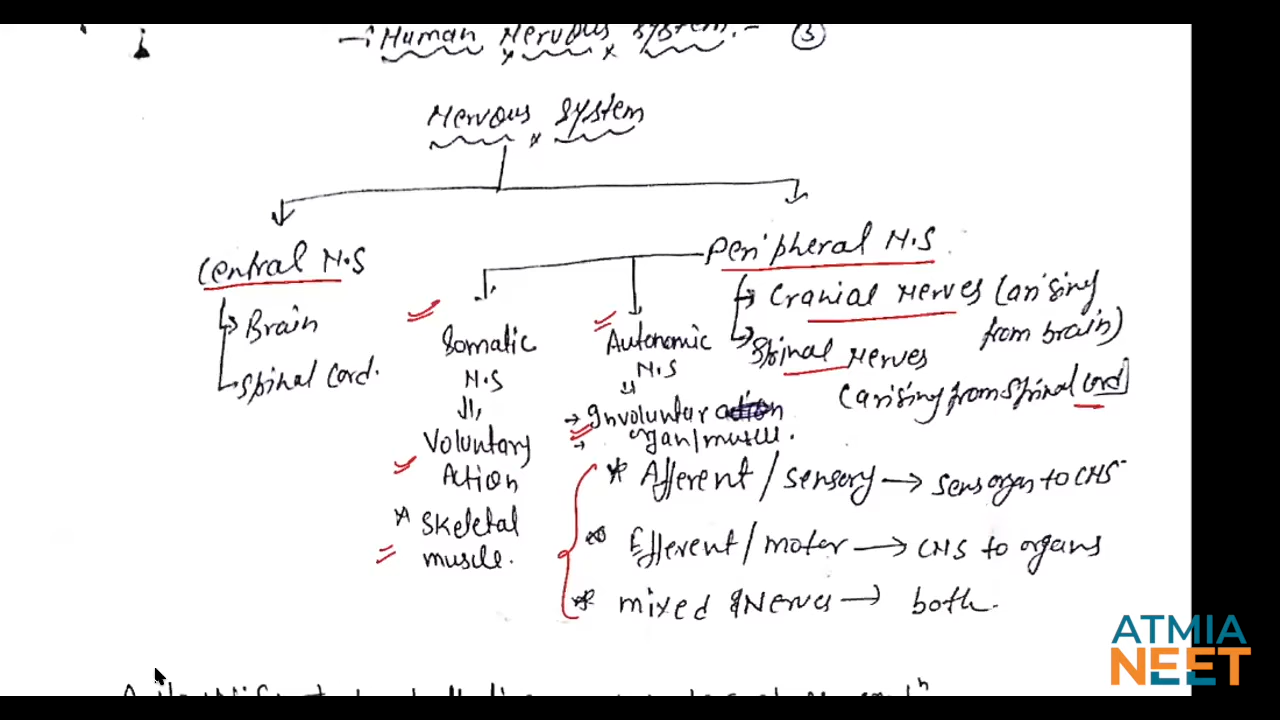 Human Nervous System. - 3
Nervous System
Central N.S
Brain
Spinal Cord.
Peripheral N.S
Cranial Nerves (arising
from brain)
Spinal Nerves
(arising from Spinal Cord)
Somatic
N.S
Voluntary
Action
* Skeletal
muscle.
Autonomic
N.S
→ Involuntar action
→ organ/muscle.
* Afferent / sensory → sens organ to CNS
* Efferent / motor → CNS to organs
* mixed Nerves → both.
ATMIA
NEET